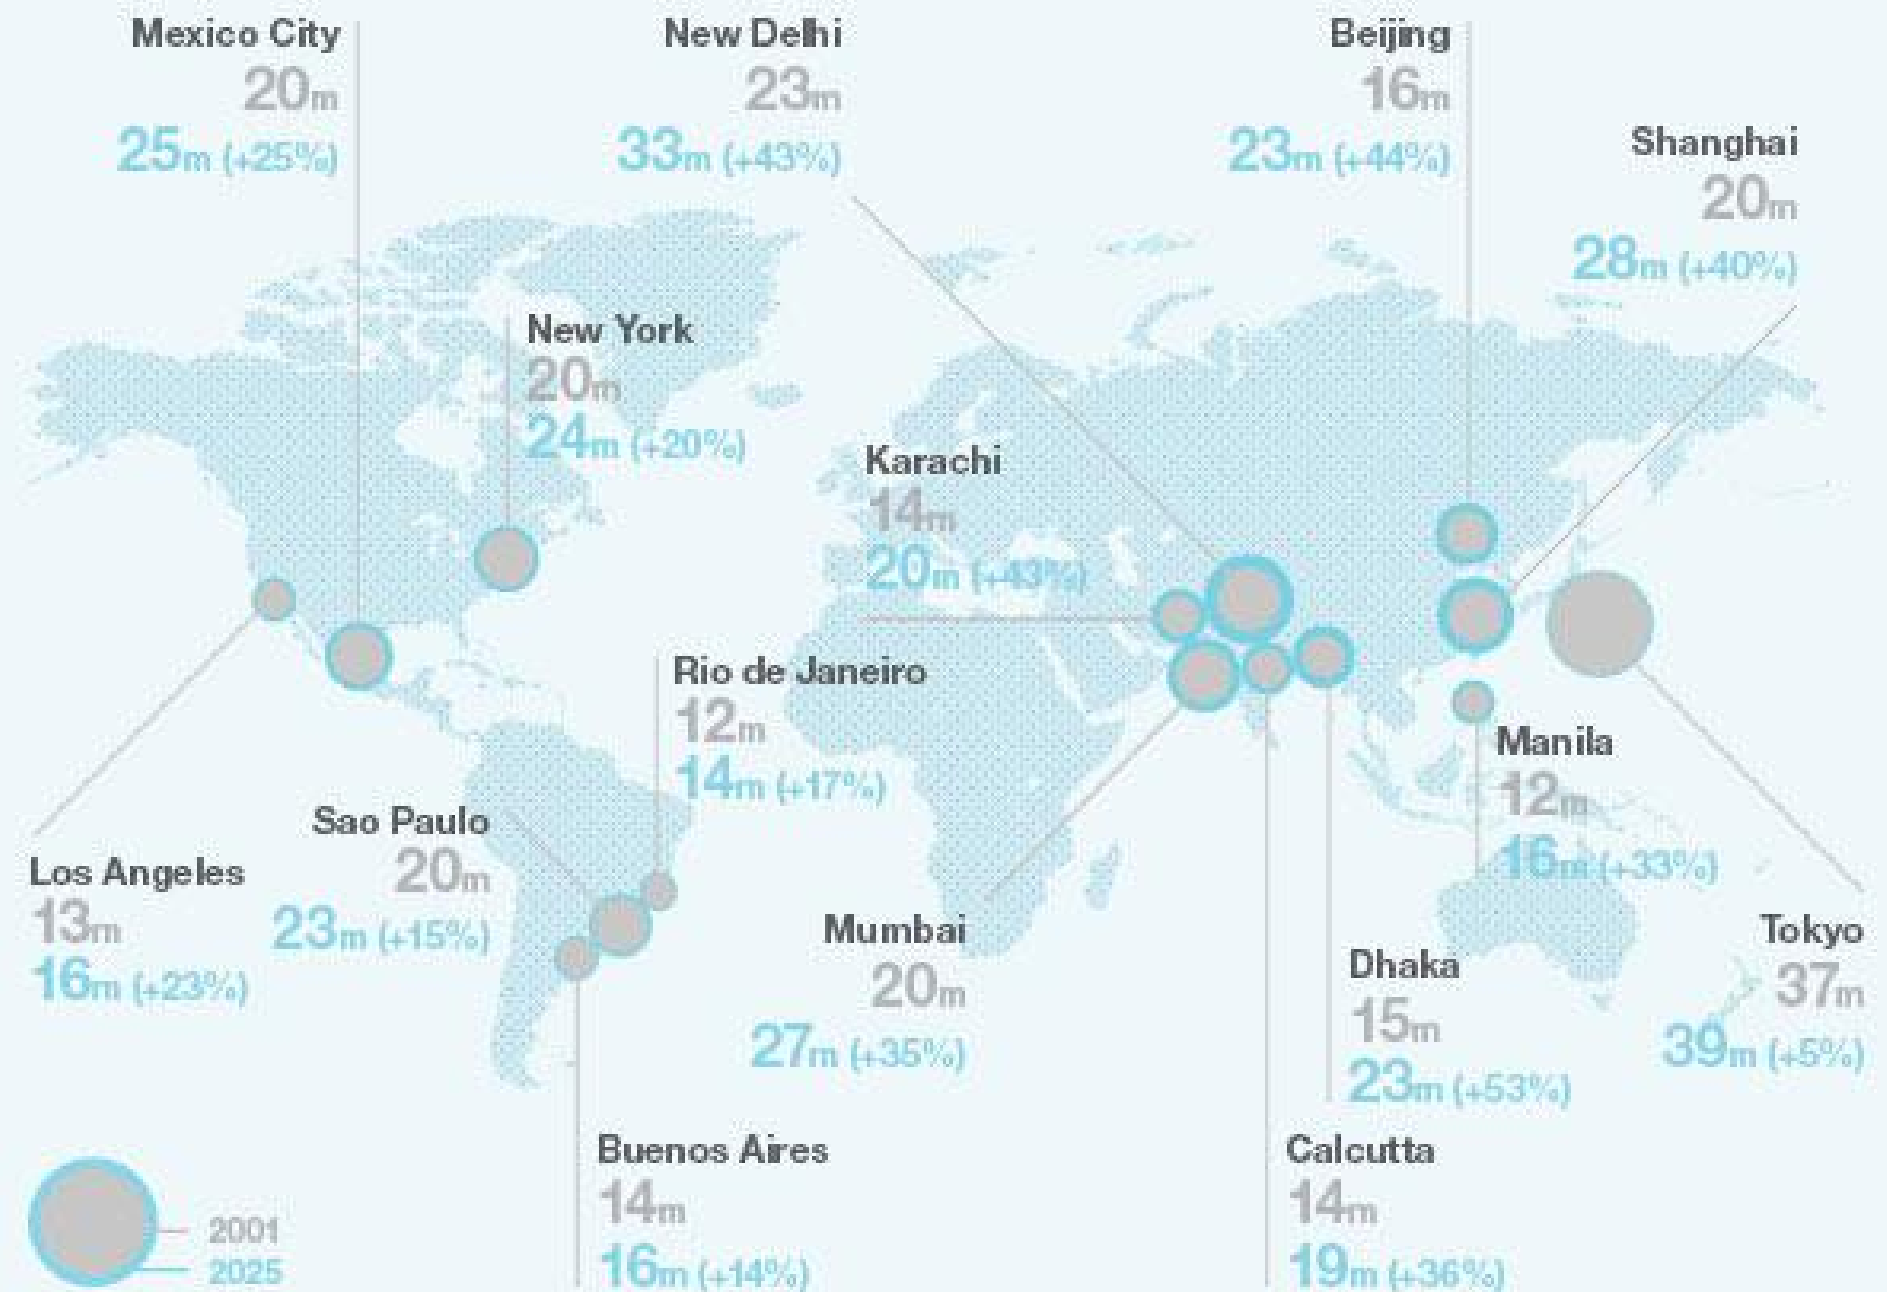 Mexico City
20m
25m (+25%)
New Delhi
23m
33m (+43%)
Beijing
16m
23m (+44%)
Shanghai
20m
28m (+40%)
New York
20m
24m (+20%)
Karachi
14m
20m (+43%)
Rio de Janeiro
12m
14m (+17%)
Manila
12m
16m (+33%)
Sao Paulo
20m
23m (+15%)
Los Angeles
13m
16m (+23%)
Mumbai
20m
27m (+35%)
Dhaka
15m
23m (+53%)
Tokyo
37m
39m (+5%)
Buenos Aires
14m
16m (+14%)
Calcutta
14m
19m (+36%)
2001
2025